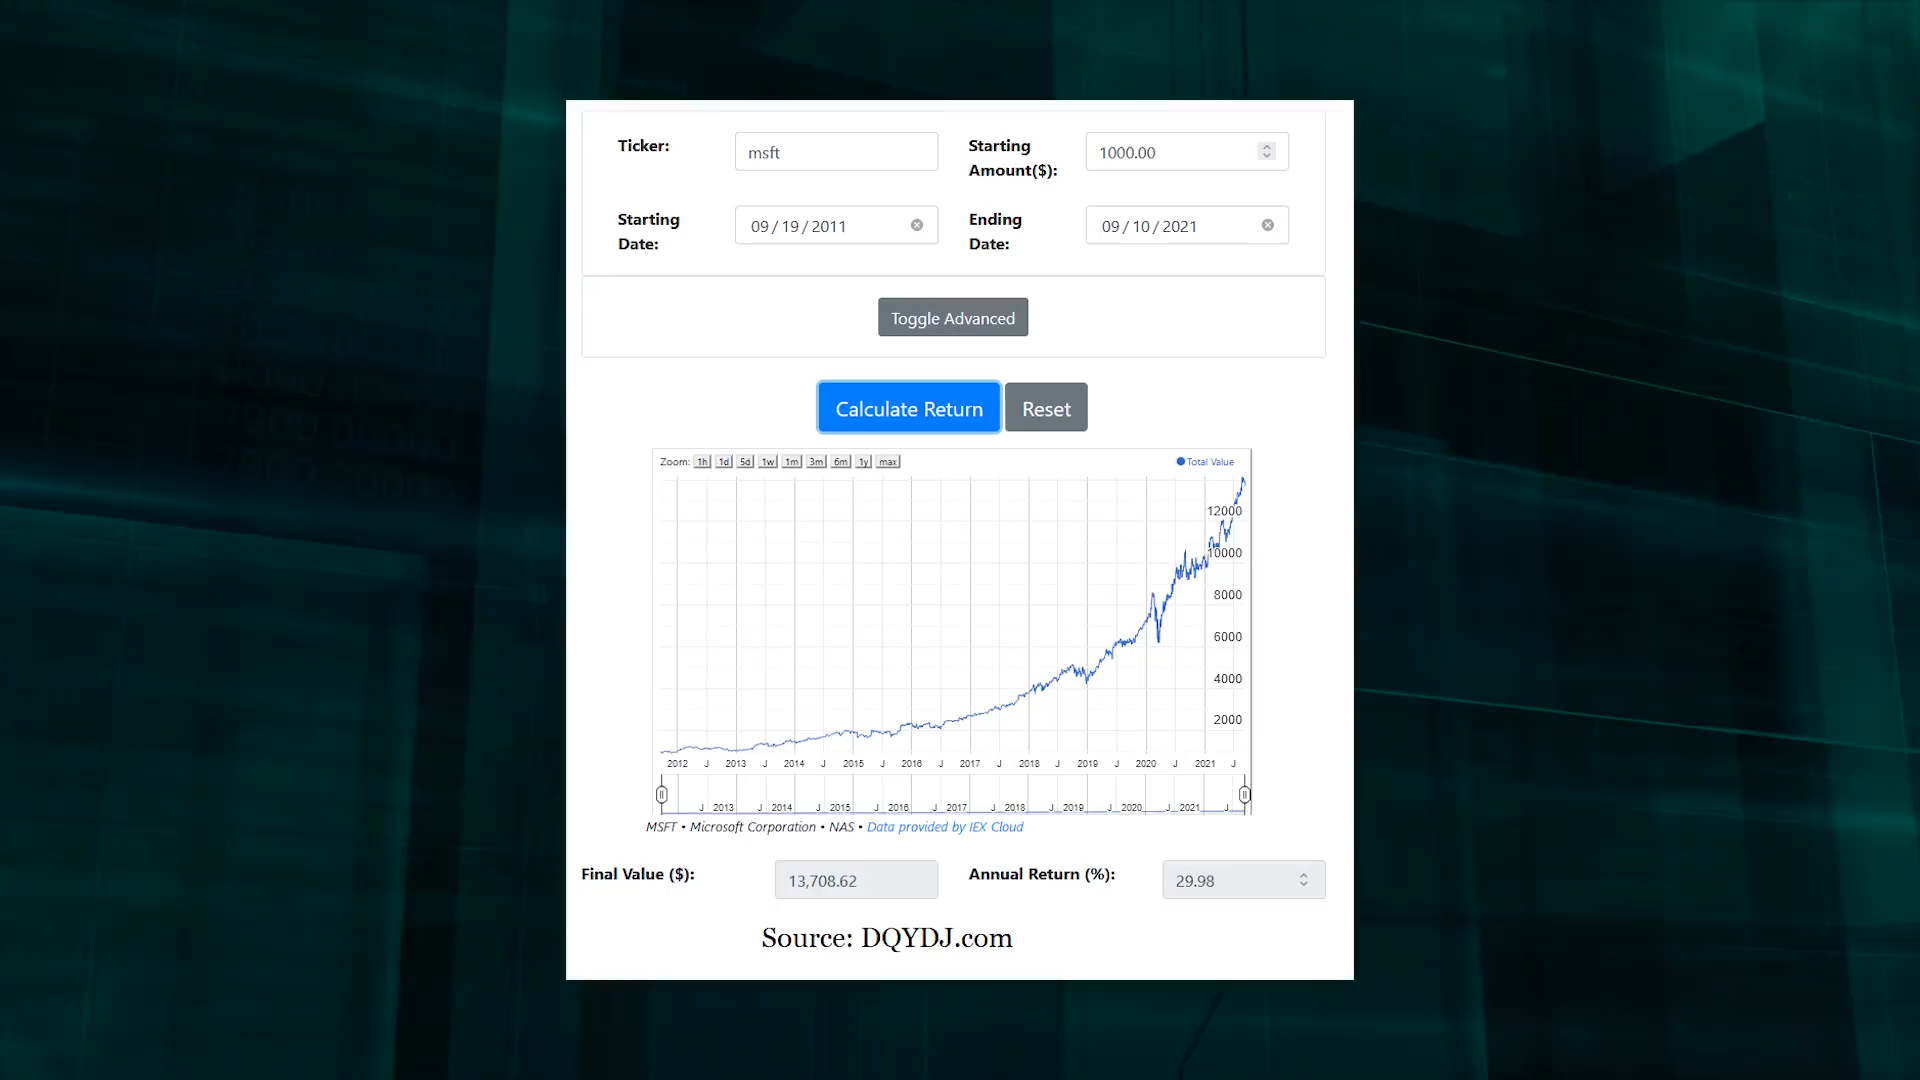 Ticker:
msft
Starting
Amount($):
1000.00
Starting
Date:
09/19/2011
Ending
Date:
09/10/2021
Toggle Advanced
Calculate Return
Reset
Zoom: 1h 1d 5d 1w 1m 3m 6m 1y max
Total Value
12000
10000
8000
6000
4000
2000
2012 J 2013 J 2014 J 2015 J 2016 J 2017 J 2018 J 2019 J 2020 J 2021 J
J 2013 J 2014 J 2015 J 2016 J 2017 J 2018 J 2019 J 2020 J 2021 J
MSFT • Microsoft Corporation • NAS • Data provided by IEX Cloud
Final Value ($):
13,708.62
Annual Return (%):
29.98
Source: DQYDJ.com